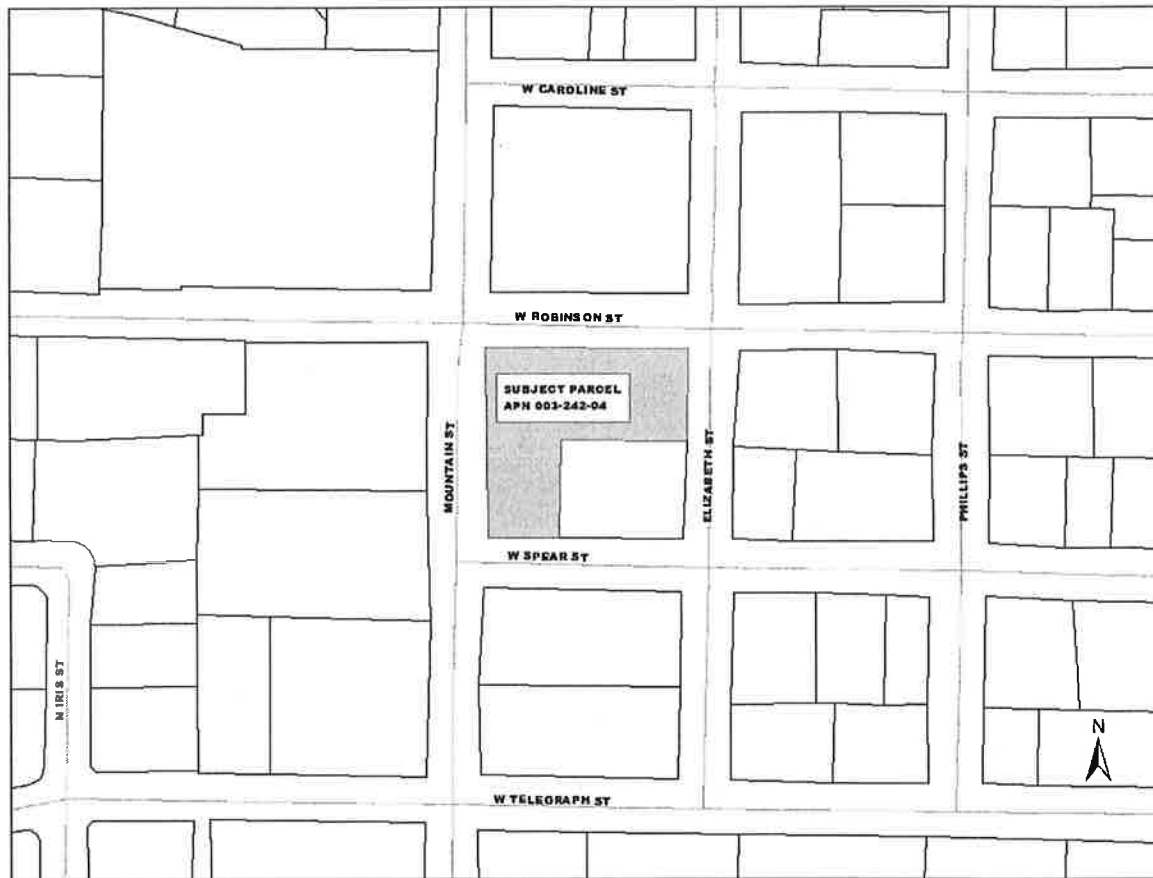 W CAROLINE ST
W ROBINSON ST
SUBJECT PARCEL
APN 003-242-04
MOUNTAIN ST
ELIZABETH ST
PHILLIPS ST
W SPEAR ST
N IRIS ST
N
W TELEGRAPH ST